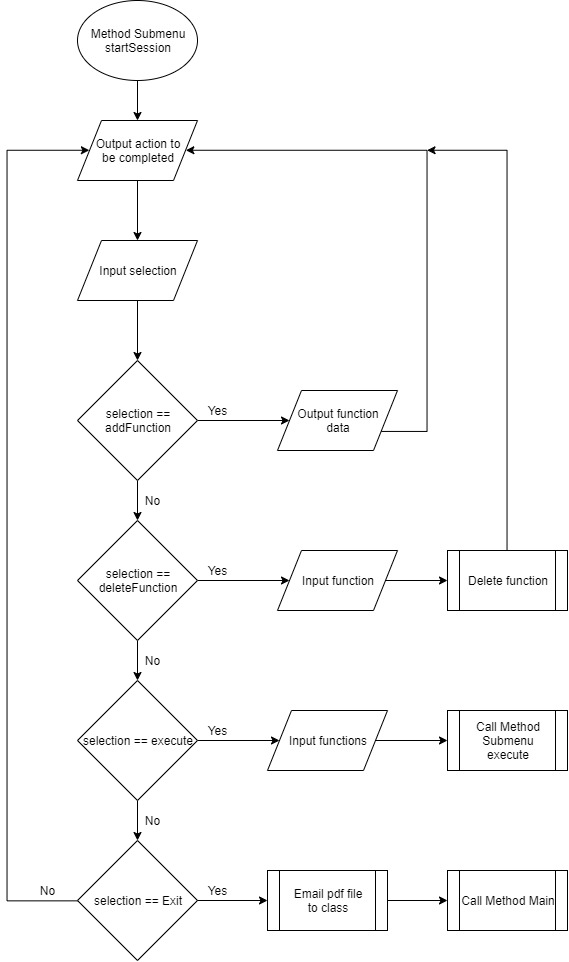 Method Submenu
startSession
Output action to
be completed
Input selection
selection ==
addFunction
Yes
Output function
data
No
selection ==
deleteFunction
Yes
Input function
Delete function
No
selection == execute
Yes
Input functions
Call Method
Submenu
execute
No
No
selection == Exit
Yes
Email pdf file
to class
Call Method Main